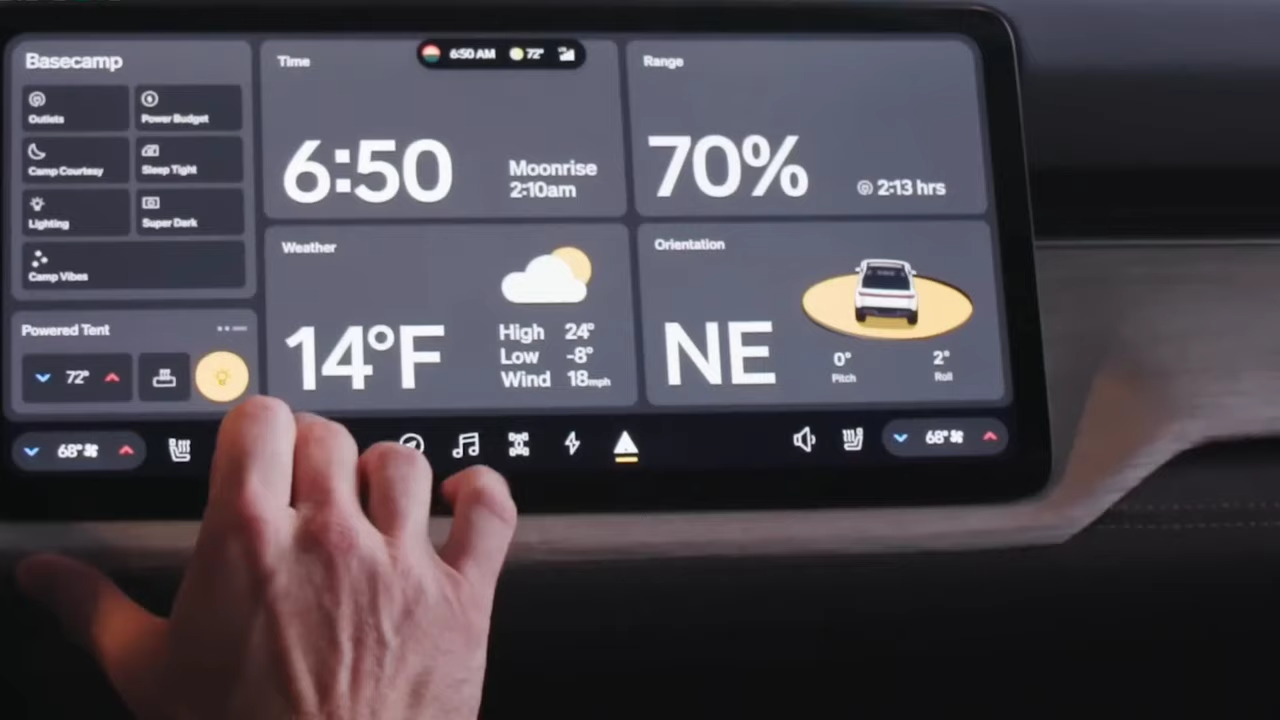 Basecamp
Outlets
Power Budget
Camp Courtesy
Sleep Tight
Lighting
Super Dark
Camp Vibes
Powered Tent
72°
68°
Time
6:50 AM 72°
6:50
Moonrise
2:10am
Range
70%
2:13 hrs
Weather
14°F
High 24°
Low -8°
Wind 18mph
Orientation
NE
0°
Pitch
2°
Roll
68°